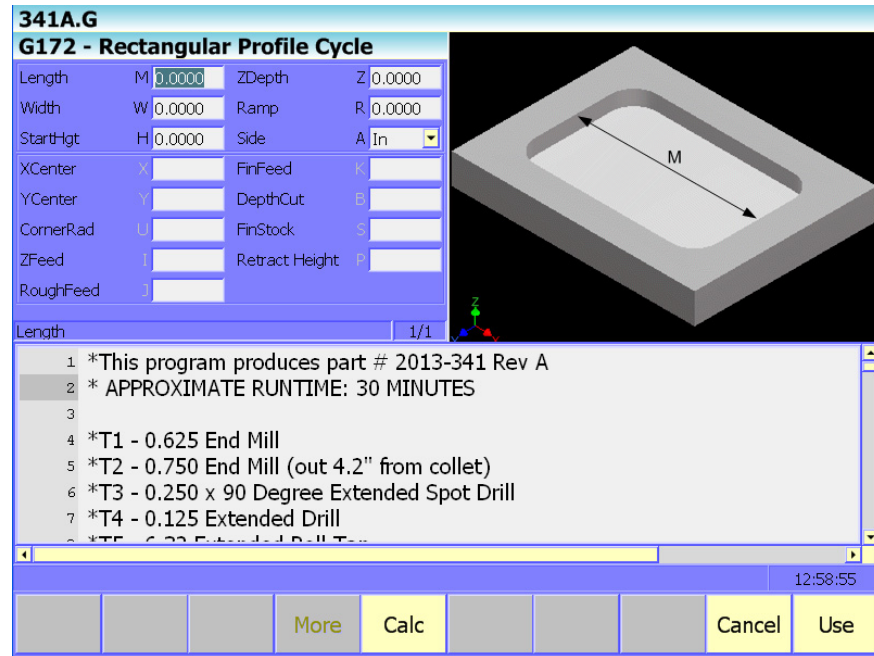 341A.G
G172 - Rectangular Profile Cycle
Length M 0.0000 ZDepth Z 0.0000
Width W 0.0000 Ramp R 0.0000
StartHgt H 0.0000 Side A In
XCenter X FinFeed K
YCenter Y DepthCut B
CornerRad U FinStock S
ZFeed I Retract Height P
RoughFeed J
Length 1/1
M
Z
X Y
1 *This program produces part # 2013-341 Rev A
2 * APPROXIMATE RUNTIME: 30 MINUTES
3
4 *T1 - 0.625 End Mill
5 *T2 - 0.750 End Mill (out 4.2" from collet)
6 *T3 - 0.250 x 90 Degree Extended Spot Drill
7 *T4 - 0.125 Extended Drill
12:58:55
More Calc Cancel Use